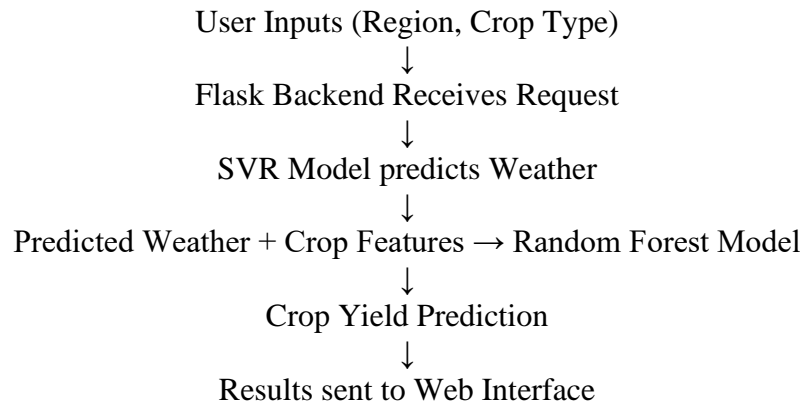 User Inputs (Region, Crop Type)
↓
Flask Backend Receives Request
↓
SVR Model predicts Weather
↓
Predicted Weather + Crop Features → Random Forest Model
↓
Crop Yield Prediction
↓
Results sent to Web Interface